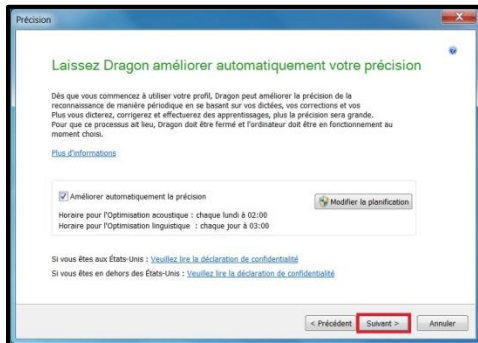 Précision
Laissez Dragon améliorer automatiquement votre précision
Dès que vous commencez à utiliser votre profil, Dragon peut améliorer la précision de la
reconnaissance de manière périodique en se basant sur vos dictées, vos corrections et vos
Plus vous dicterez, corrigerez et effectuerez des apprentissages, plus la précision sera grande.
Pour que ce processus ait lieu, Dragon doit être fermé et l'ordinateur doit être en fonctionnement au
moment choisi.
Plus d'informations
Améliorer automatiquement la précision
Modifier la planification
Horaire pour l'Optimisation acoustique : chaque lundi à 02:00
Horaire pour l'Optimisation linguistique : chaque jour à 03:00
Si vous êtes aux États-Unis : Veuillez lire la déclaration de confidentialité
Si vous êtes en dehors des États-Unis : Veuillez lire la déclaration de confidentialité
< Précédent Suivant > Annuler